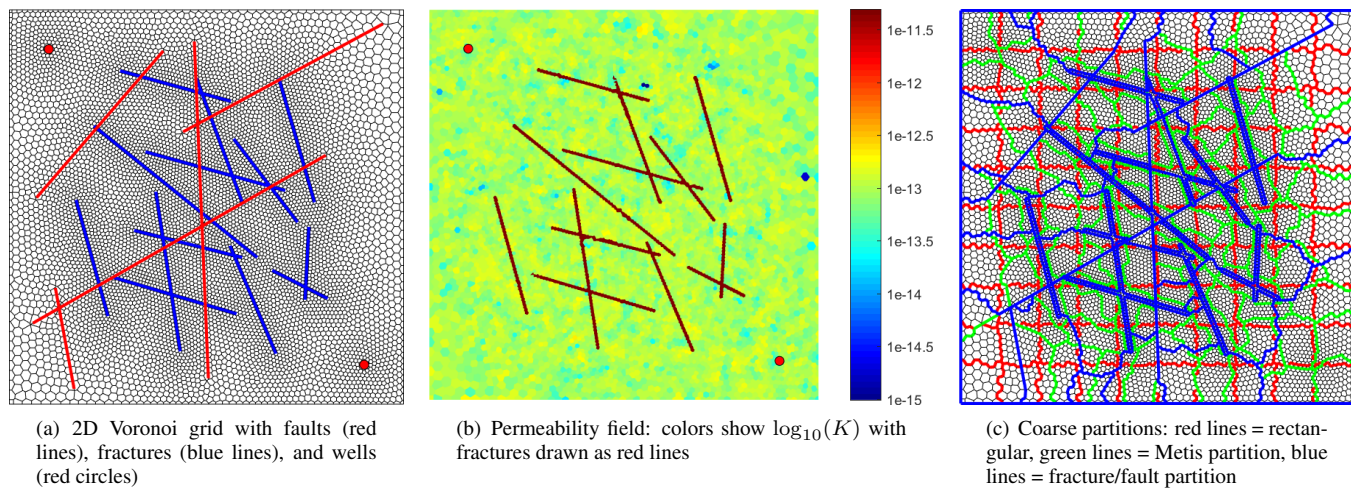 1e-11.5
1e-12
1e-12.5
1e-13
1e-13.5
1e-14
1e-14.5
1e-15
(a) 2D Voronoi grid with faults (red
lines), fractures (blue lines), and wells
(red circles)
(b) Permeability field: colors show log₁₀(K) with
fractures drawn as red lines
(c) Coarse partitions: red lines = rectan-
gular, green lines = Metis partition, blue
lines = fracture/fault partition